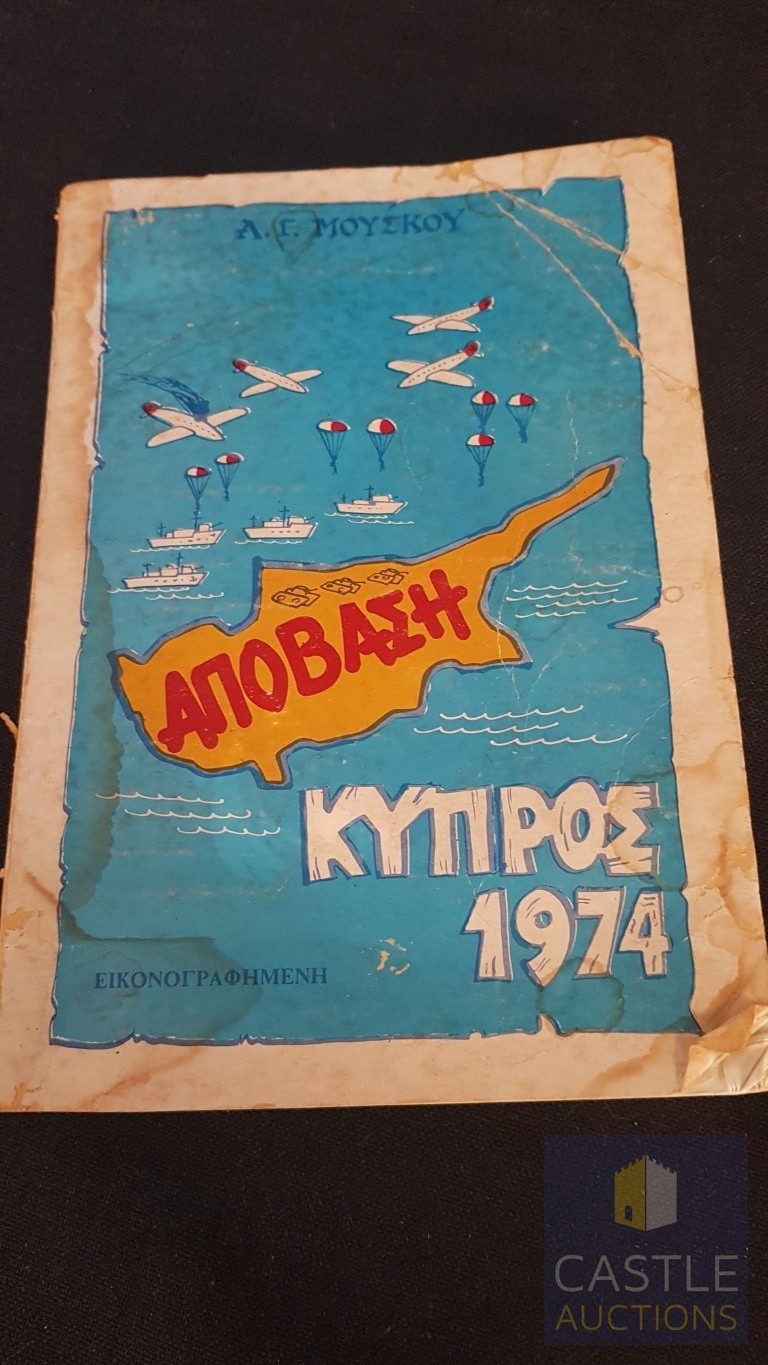 Α. Γ. ΜΟΥΣΚΟΥ
ΑΠΟΒΑΣΗ
ΚΥΠΡΟΣ
1974
ΕΙΚΟΝΟΓΡΑΦΗΜΕΝΗ
CASTLE
AUCTIONS